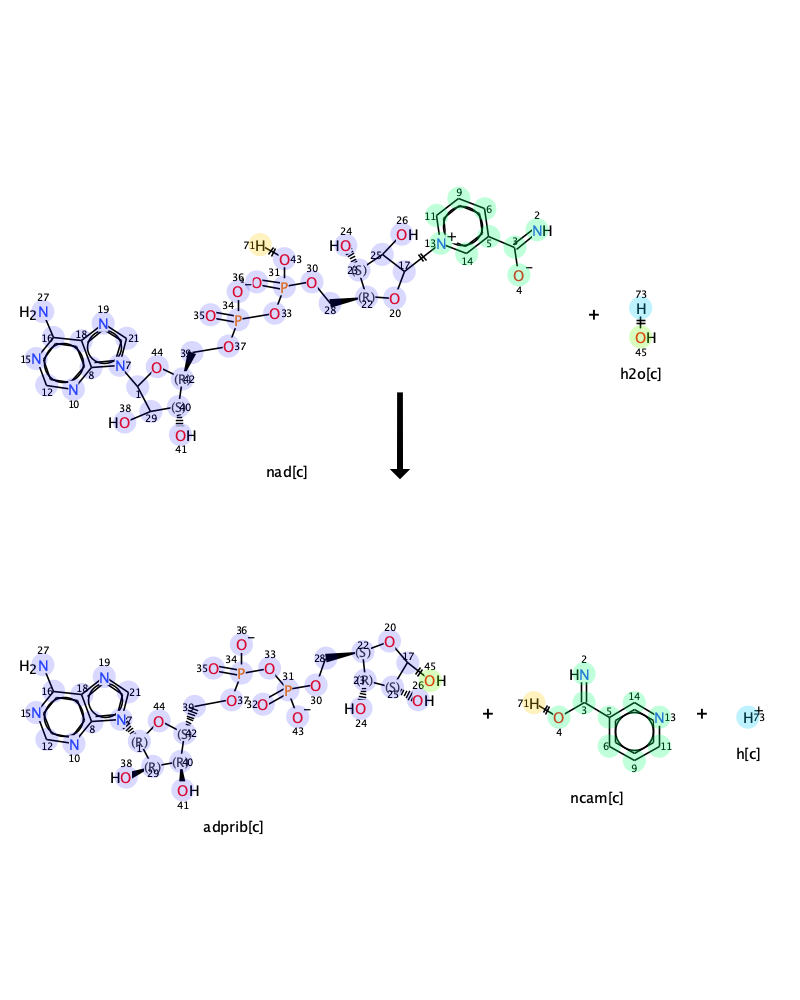 9
6
11
2
NH
24
26
OH
HO
25
13
N
+
5
3
14
71
H
43
O
23
(S)
17
O
−
4
36
O
−
O
31
P
30
O
(R)
22
O
20
28
27
H2N
19
N
34
35
O
P
O
33
+
73
H
OH
45
h2o[c]
16
18
21
15
N
8
N
7
44
O
39
O
37
12
N
10
1
(R)
42
38
HO
29
(S)
40
OH
41
nad[c]
36
O
−
20
O
27
H2N
19
N
35
O
34
P
33
O
31
P
28
22
(S)
17
45
OH
2
HN
16
18
21
15
N
8
N
7
44
O
39
O
37
32
O
30
O
23
(R)
25
(S)
26
OH
O
−
43
HO
24
+
71
H
O
4
3
5
14
N
13
+
H
+
73
12
N
10
(R)
1
(S)
42
6
9
11
h[c]
38
HO
(R)
29
(R)
40
OH
41
ncam[c]
adprib[c]